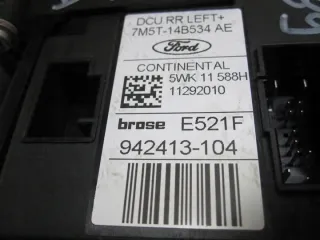 DCU RR LEFT+
7M5T-14B534 AE
Ford
CONTINENTAL
5WK 11 588H
11292010
brose E521F
942413-104